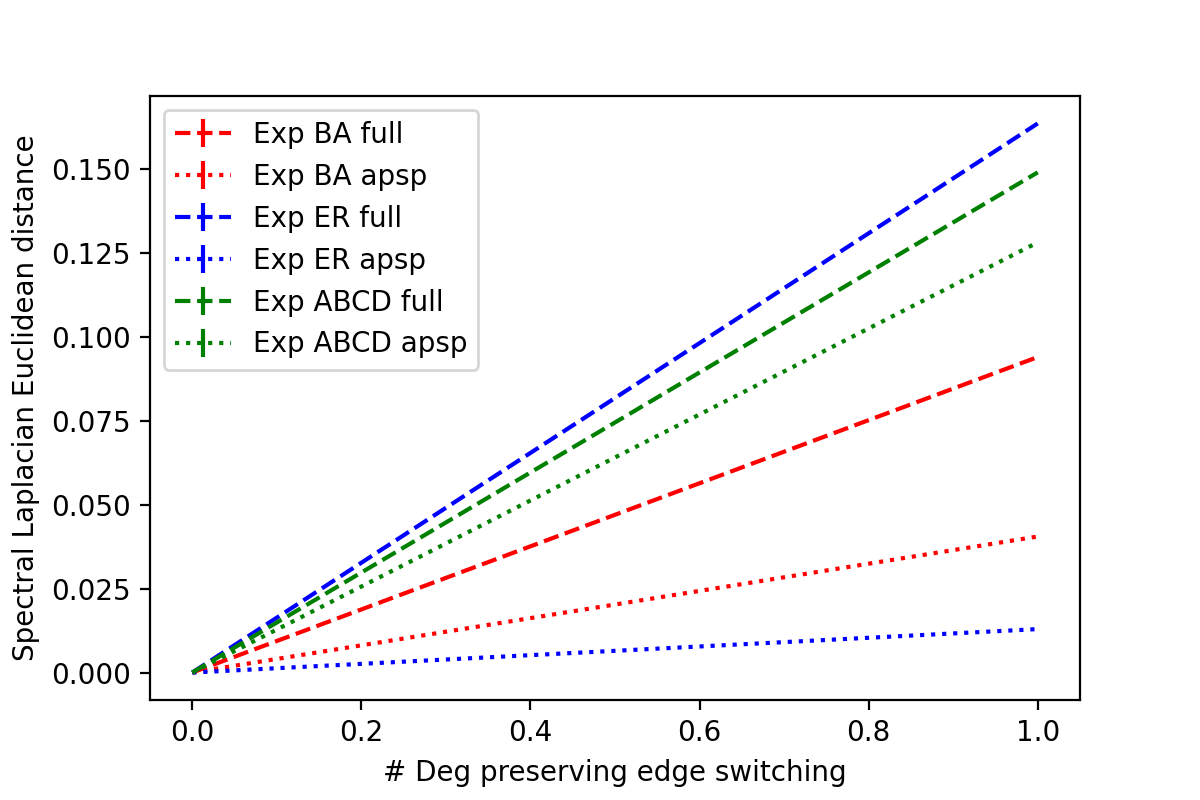 Exp BA full
Exp BA apsp
Exp ER full
Exp ER apsp
Exp ABCD full
Exp ABCD apsp
Spectral Laplacian Euclidean distance
0.150
0.125
0.100
0.075
0.050
0.025
0.000
0.0 0.2 0.4 0.6 0.8 1.0
# Deg preserving edge switching